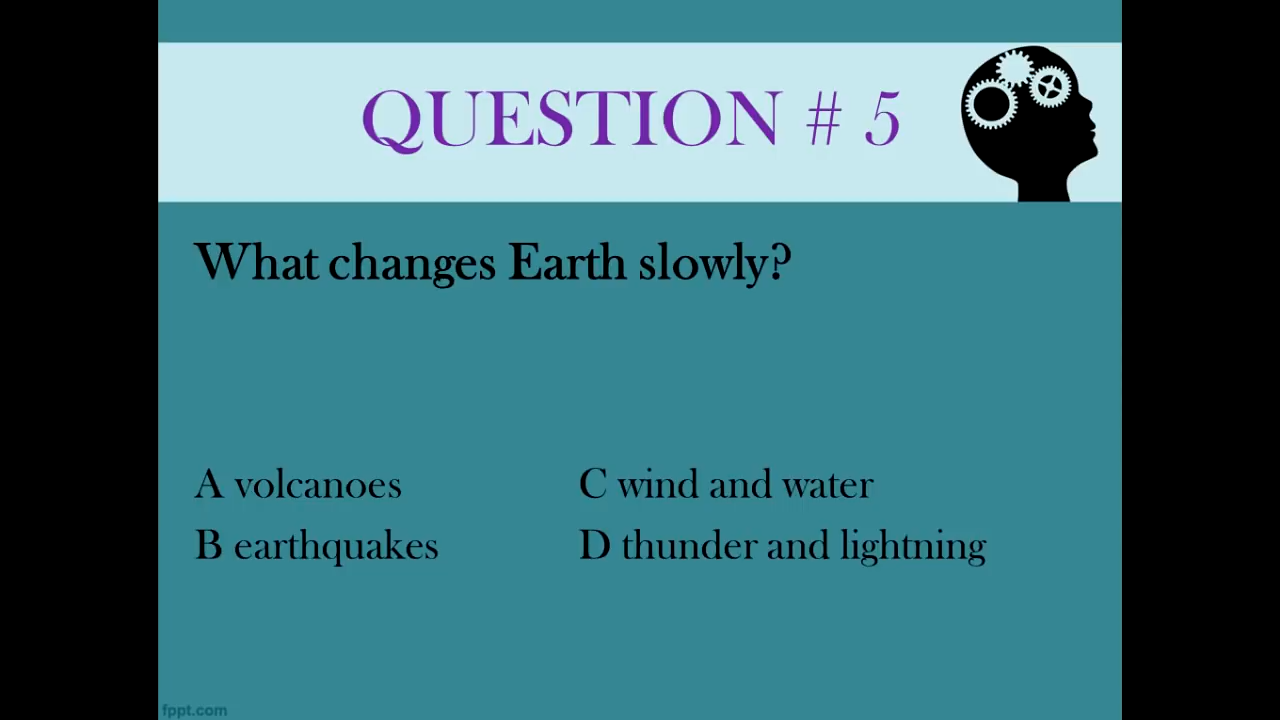 QUESTION # 5
What changes Earth slowly?
A volcanoes
B earthquakes
C wind and water
D thunder and lightning
fppt.com